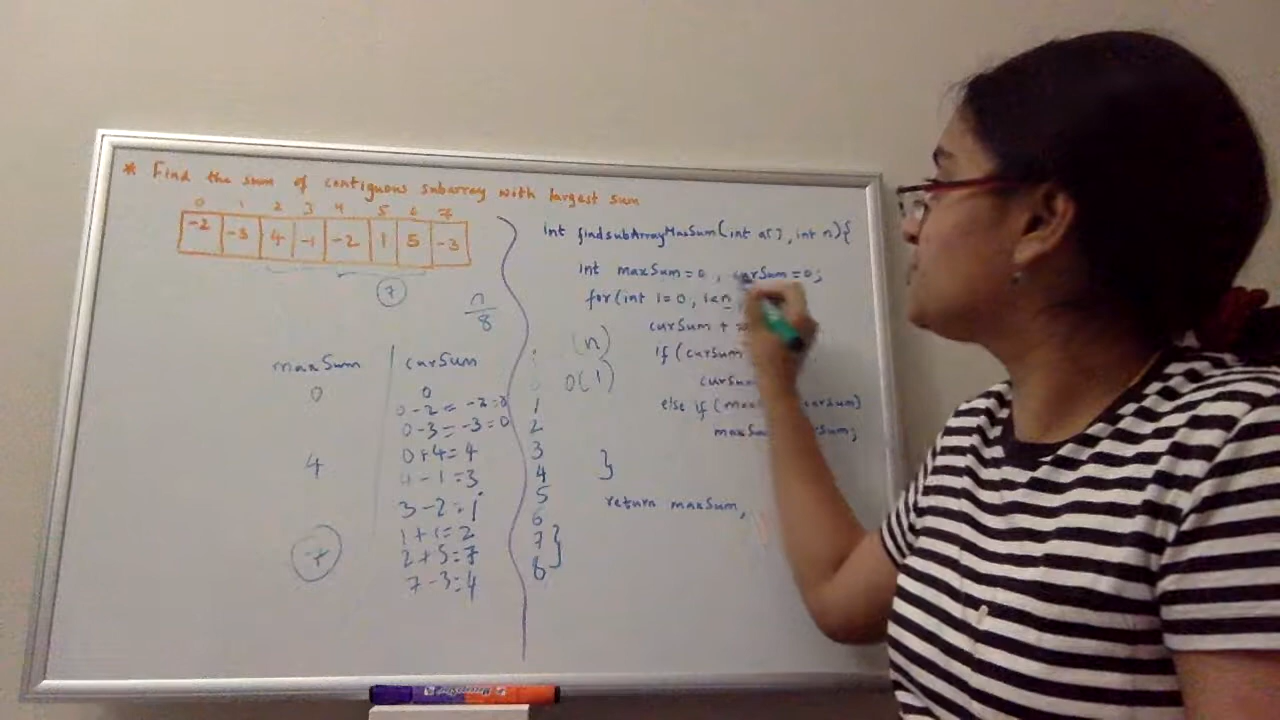 * Find the sum of contiguous subarray with largest sum
0 1 2 3 4 5 6 7
-2 -3 4 -1 -2 1 5 -3
7
n
8
maxSum curSum
0 0
0-2 = -2 = 0
0-3 = -3 = 0
0+4=4
4 4-1=3
3-2=1
1+1=2
7 2+5=7
7-3=4
int findSubArrayMaxSum(int a[], int n){
int maxSum=0, curSum=0;
for(int i=0, i<n
curSum +
if (curSum
else if ( curSum)
}
return maxSum,
(n)
O(1)
1
2
3
4
5
6
7 }
8